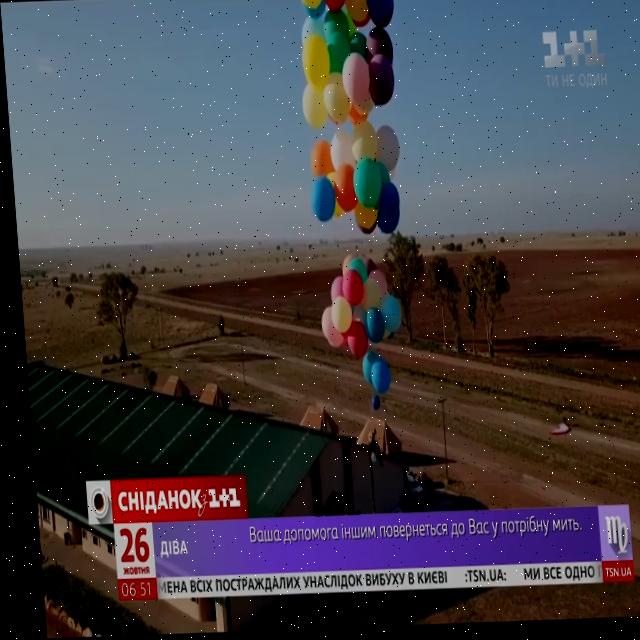 1+1
ТИ НЕ ОДИН
СНІДАНОК З 1+1
26
ЖОВТНЯ
06 51
ДІВА
Ваша допомога іншим повернеться до Вас у потрібну мить.
ВСІХ ПОСТРАЖДАЛИХ УНАСЛІДОК ВИБУХУ В КИЄВІ :TSN.UA: МИ ВСЕ ОДНО
TSN.UA